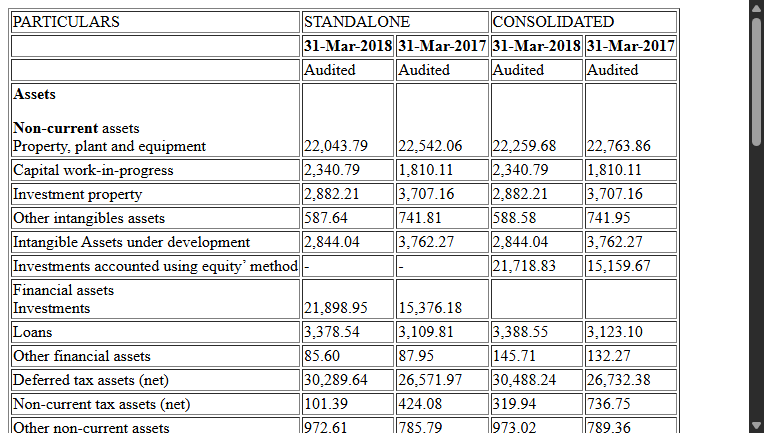 PARTICULARS STANDALONE CONSOLIDATED
31-Mar-2018 31-Mar-2017 31-Mar-2018 31-Mar-2017
Audited Audited Audited Audited
Assets
Non-current assets
Property, plant and equipment 22,043.79 22,542.06 22,259.68 22,763.86
Capital work-in-progress 2,340.79 1,810.11 2,340.79 1,810.11
Investment property 2,882.21 3,707.16 2,882.21 3,707.16
Other intangibles assets 587.64 741.81 588.58 741.95
Intangible Assets under development 2,844.04 3,762.27 2,844.04 3,762.27
Investments accounted using equity’ method - - 21,718.83 15,159.67
Financial assets
Investments 21,898.95 15,376.18
Loans 3,378.54 3,109.81 3,388.55 3,123.10
Other financial assets 85.60 87.95 145.71 132.27
Deferred tax assets (net) 30,289.64 26,571.97 30,488.24 26,732.38
Non-current tax assets (net) 101.39 424.08 319.94 736.75
Other non-current assets 972.61 785.79 973.02 789.36